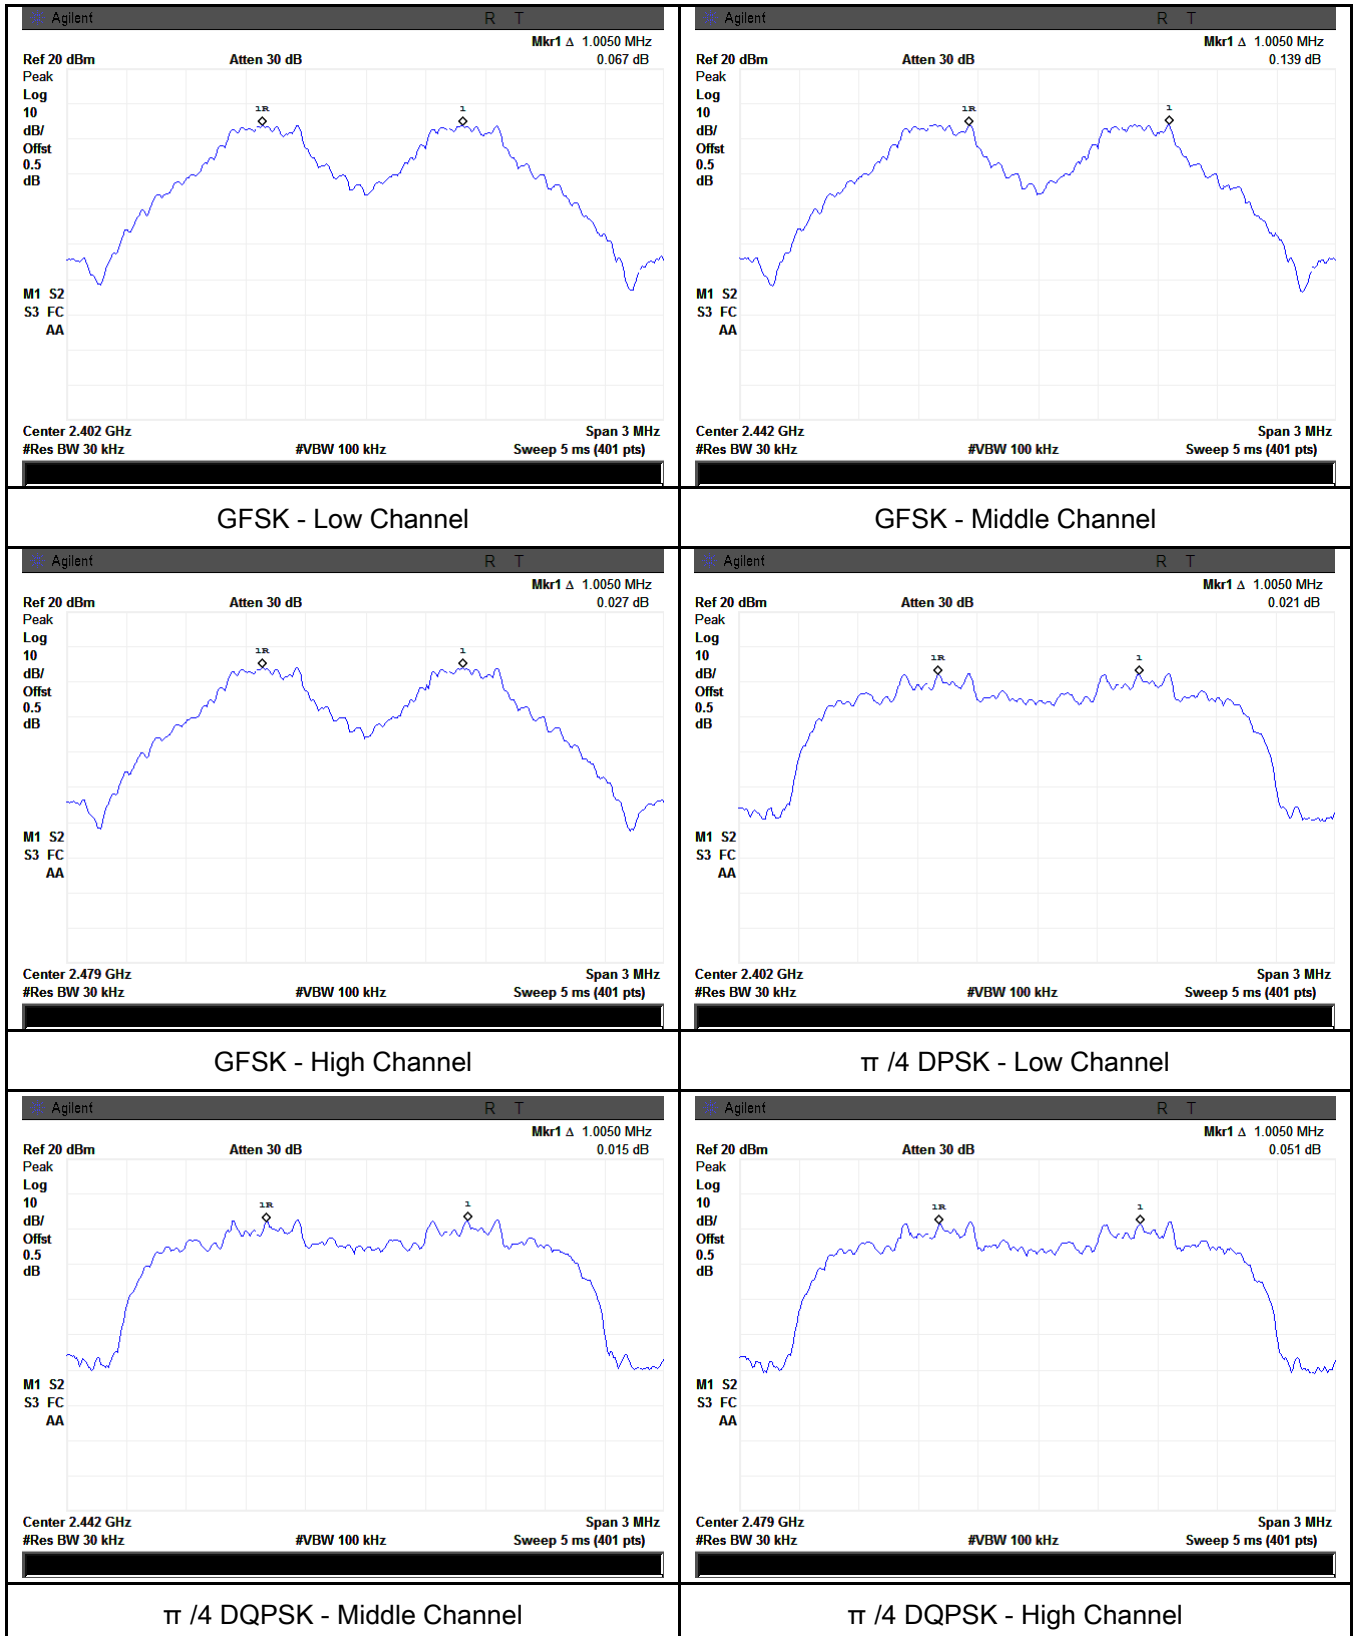 Agilent R T
Mkr1 Δ 1.0050 MHz
Ref 20 dBm Atten 30 dB 0.067 dB
Peak
Log
10
dB/
Offst
0.5
dB
1R 1
M1 S2
S3 FC
AA
Center 2.402 GHz Span 3 MHz
#Res BW 30 kHz #VBW 100 kHz Sweep 5 ms (401 pts)
GFSK - Low Channel
Agilent R T
Mkr1 Δ 1.0050 MHz
Ref 20 dBm Atten 30 dB 0.139 dB
Peak
Log
10
dB/
Offst
0.5
dB
1R 1
M1 S2
S3 FC
AA
Center 2.442 GHz Span 3 MHz
#Res BW 30 kHz #VBW 100 kHz Sweep 5 ms (401 pts)
GFSK - Middle Channel
Agilent R T
Mkr1 Δ 1.0050 MHz
Ref 20 dBm Atten 30 dB 0.027 dB
Peak
Log
10
dB/
Offst
0.5
dB
1R 1
M1 S2
S3 FC
AA
Center 2.479 GHz Span 3 MHz
#Res BW 30 kHz #VBW 100 kHz Sweep 5 ms (401 pts)
GFSK - High Channel
Agilent R T
Mkr1 Δ 1.0050 MHz
Ref 20 dBm Atten 30 dB 0.021 dB
Peak
Log
10
dB/
Offst
0.5
dB
1R 1
M1 S2
S3 FC
AA
Center 2.402 GHz Span 3 MHz
#Res BW 30 kHz #VBW 100 kHz Sweep 5 ms (401 pts)
π /4 DPSK - Low Channel
Agilent R T
Mkr1 Δ 1.0050 MHz
Ref 20 dBm Atten 30 dB 0.015 dB
Peak
Log
10
dB/
Offst
0.5
dB
1R 1
M1 S2
S3 FC
AA
Center 2.442 GHz Span 3 MHz
#Res BW 30 kHz #VBW 100 kHz Sweep 5 ms (401 pts)
π /4 DQPSK - Middle Channel
Agilent R T
Mkr1 Δ 1.0050 MHz
Ref 20 dBm Atten 30 dB 0.051 dB
Peak
Log
10
dB/
Offst
0.5
dB
1R 1
M1 S2
S3 FC
AA
Center 2.479 GHz Span 3 MHz
#Res BW 30 kHz #VBW 100 kHz Sweep 5 ms (401 pts)
π /4 DQPSK - High Channel